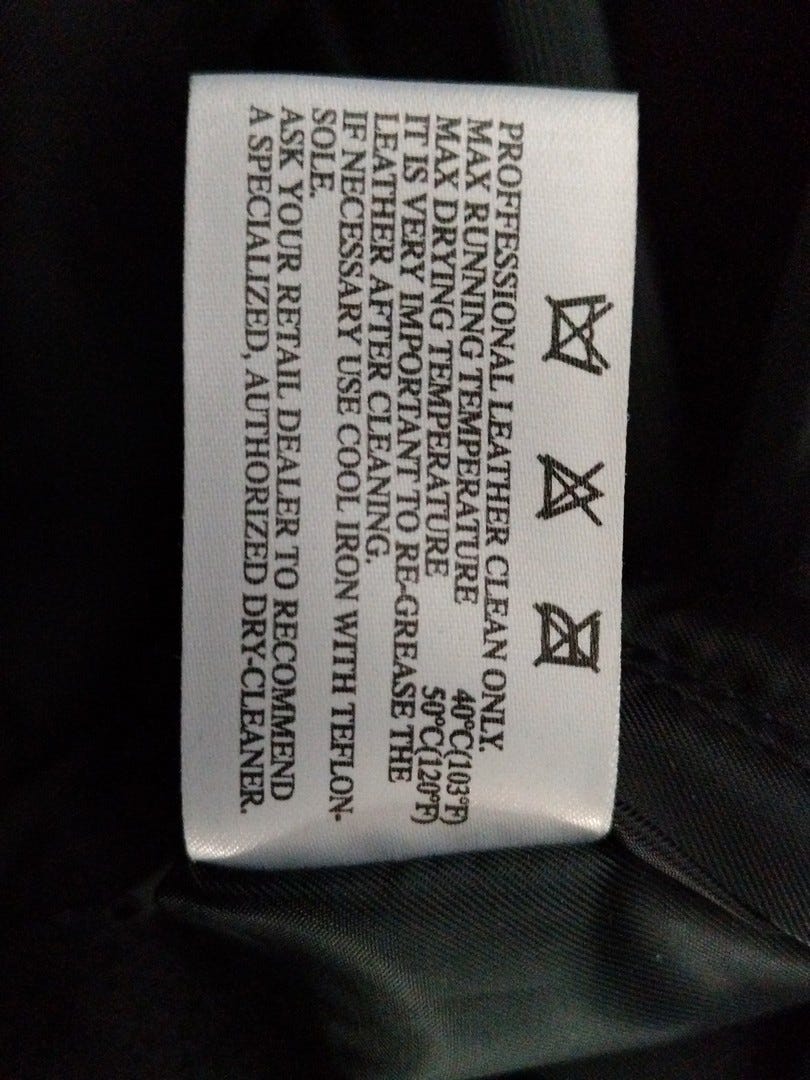 PROFFESSIONAL LEATHER CLEAN ONLY.
MAX RUNNING TEMPERATURE 40°C(103°F)
MAX DRYING TEMPERATURE 50°C(120°F)
IT IS VERY IMPORTANT TO RE-GREASE THE
LEATHER AFTER CLEANING.
IF NECESSARY USE COOL IRON WITH TEFLON-
SOLE.
ASK YOUR RETAIL DEALER TO RECOMMEND
A SPECIALIZED, AUTHORIZED DRY-CLEANER.